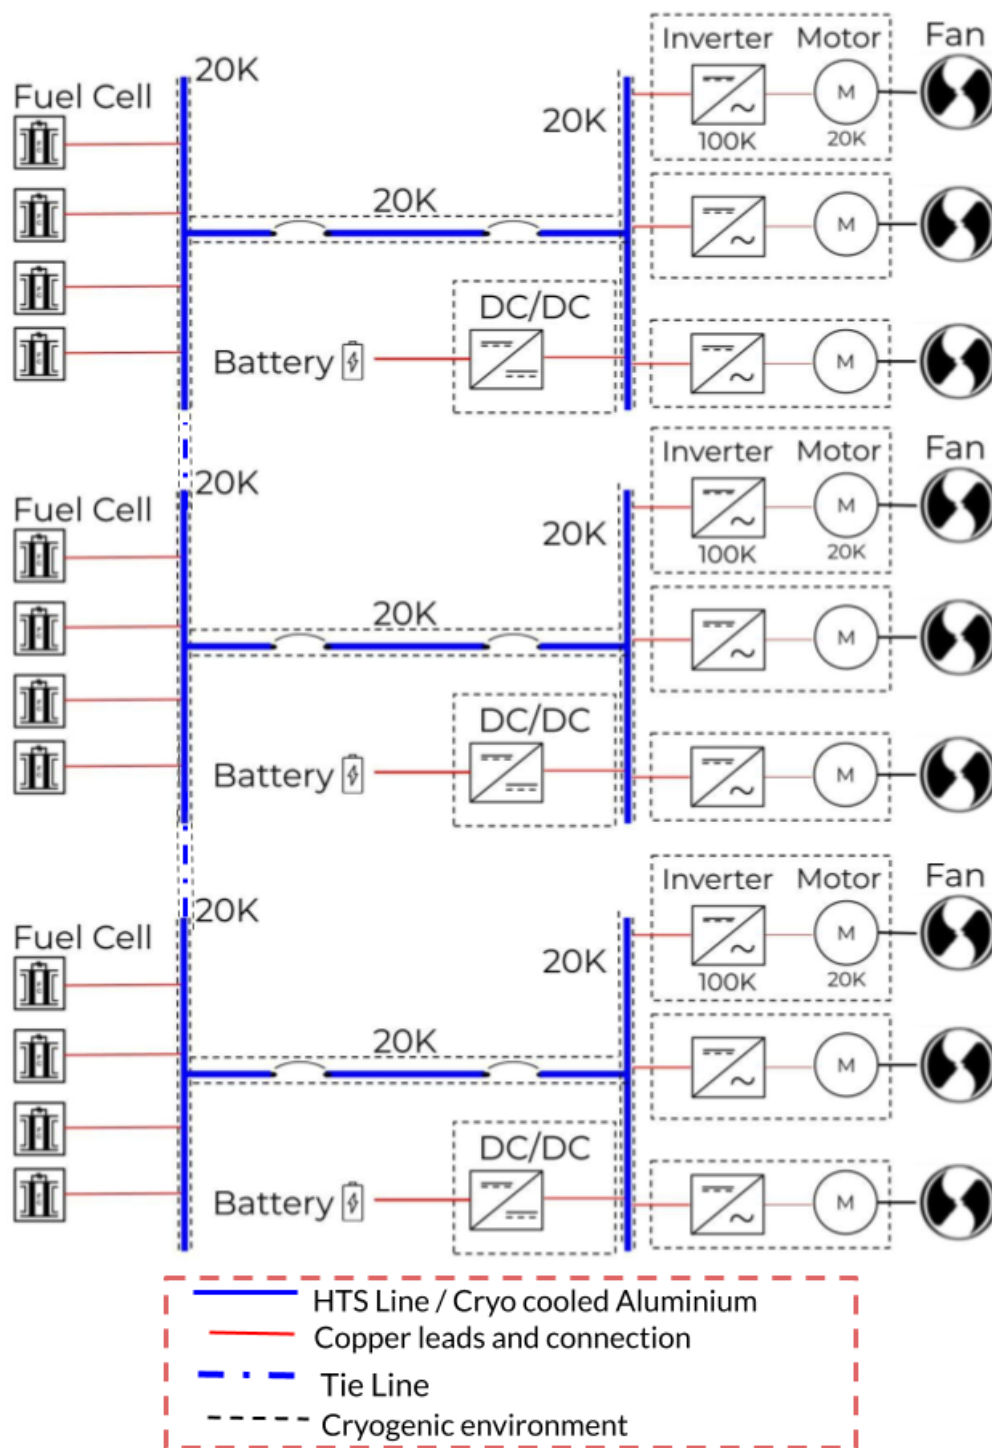 Inverter Motor Fan
20K
Fuel Cell
20K
M
100K 20K
20K
M
DC/DC
Battery
M
Inverter Motor Fan
20K
Fuel Cell
20K
M
100K 20K
20K
M
DC/DC
Battery
M
Inverter Motor Fan
20K
Fuel Cell
20K
M
100K 20K
20K
M
DC/DC
Battery
M
HTS Line / Cryo cooled Aluminium
Copper leads and connection
Tie Line
Cryogenic environment